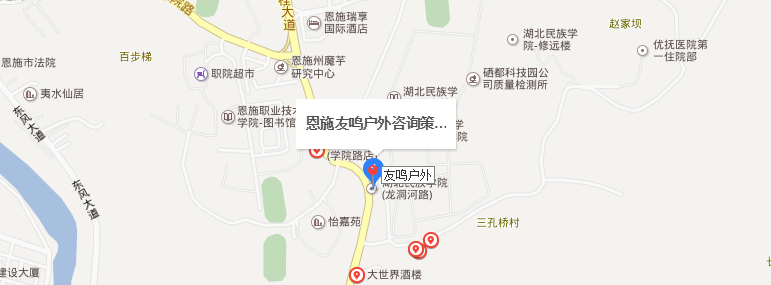 学院路
桂大道
恩施瑞享
国际酒店
湖北民族学
院-修远楼
赵家坝
优抚医院第
一住院部
恩施市法院
百步梯
职院超市
恩施州魔芋
研究中心
硒都科技园公
司质量检测所
夷水仙居
湖北民族学
恩施职业技术
学院-图书馆
东风大道
恩施友鸣户外咨询策...
学
院
(学院路店
友鸣户外
湖北民族学院
(龙洞河路)
东风大道
怡嘉苑
三孔桥村
建设大厦
大世界酒楼